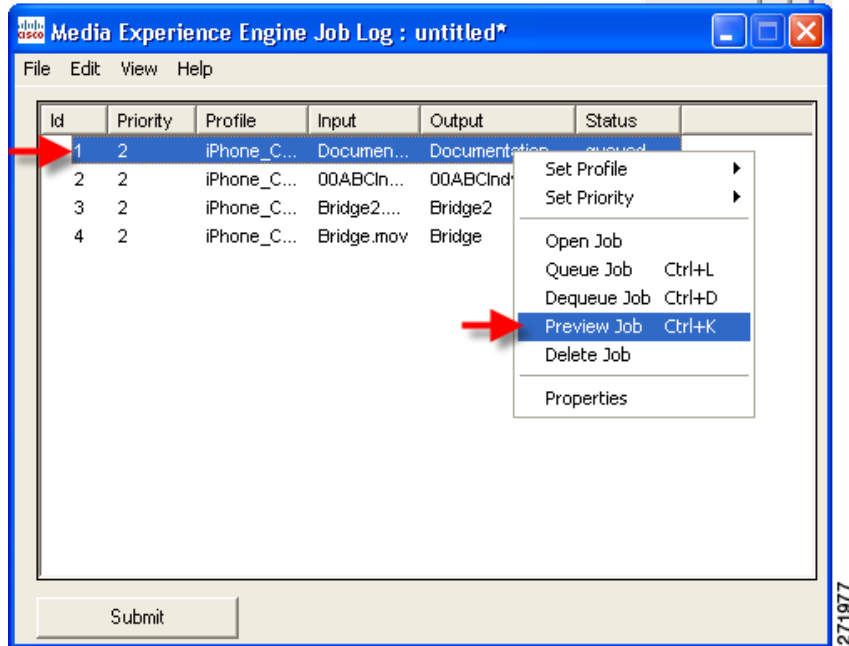 cisco Media Experience Engine Job Log : untitled*
File Edit View Help
Id Priority Profile Input Output Status
1 2 iPhone_C... Documen... Documentation queued
2 2 iPhone_C... 00ABCIn... 00ABCInd
3 2 iPhone_C... Bridge2.... Bridge2
4 2 iPhone_C... Bridge.mov Bridge
Set Profile
Set Priority
Open Job
Queue Job Ctrl+L
Dequeue Job Ctrl+D
Preview Job Ctrl+K
Delete Job
Properties
Submit
271977